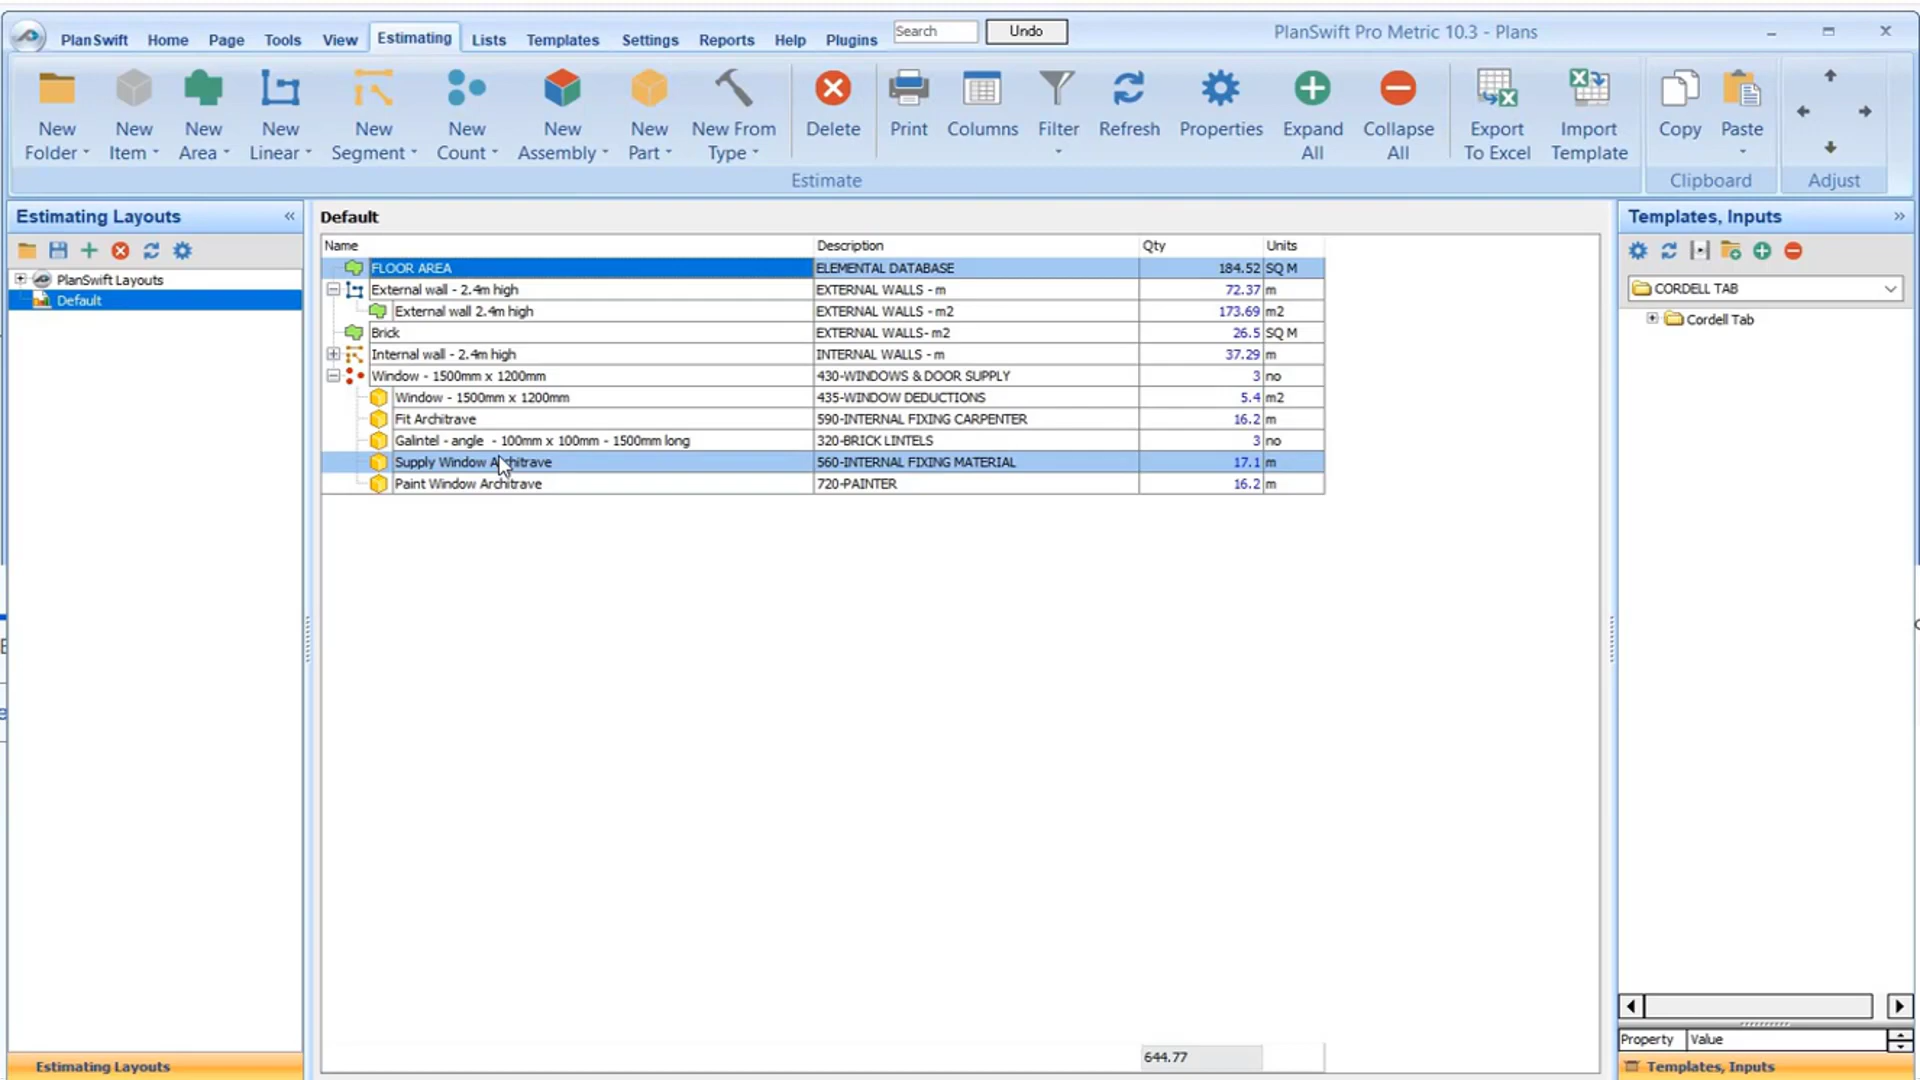 PlanSwift Home Page Tools View Estimating Lists Templates Settings Reports Help Plugins Search Undo PlanSwift Pro Metric 10.3 - Plans
New Folder New Item New Area New Linear New Segment New Count New Assembly New Part New From Type Delete Print Columns Filter Refresh Properties Expand All Collapse All Export To Excel Import Template Copy Paste
Estimate Clipboard Adjust
Estimating Layouts Default Templates, Inputs
Name Description Qty Units
FLOOR AREA ELEMENTAL DATABASE 184.52 SQ M
PlanSwift Layouts External wall - 2.4m high EXTERNAL WALLS - m 72.37 m CORDELL TAB
Default External wall 2.4m high EXTERNAL WALLS - m2 173.69 m2 Cordell Tab
Brick EXTERNAL WALLS- m2 26.5 SQ M
Internal wall - 2.4m high INTERNAL WALLS - m 37.29 m
Window - 1500mm x 1200mm 430-WINDOWS & DOOR SUPPLY 3 no
Window - 1500mm x 1200mm 435-WINDOW DEDUCTIONS 5.4 m2
Fit Architrave 590-INTERNAL FIXING CARPENTER 16.2 m
Galintel - angle - 100mm x 100mm - 1500mm long 320-BRICK LINTELS 3 no
Supply Window Architrave 560-INTERNAL FIXING MATERIAL 17.1 m
Paint Window Architrave 720-PAINTER 16.2 m
Property Value
644.77
Estimating Layouts Templates, Inputs